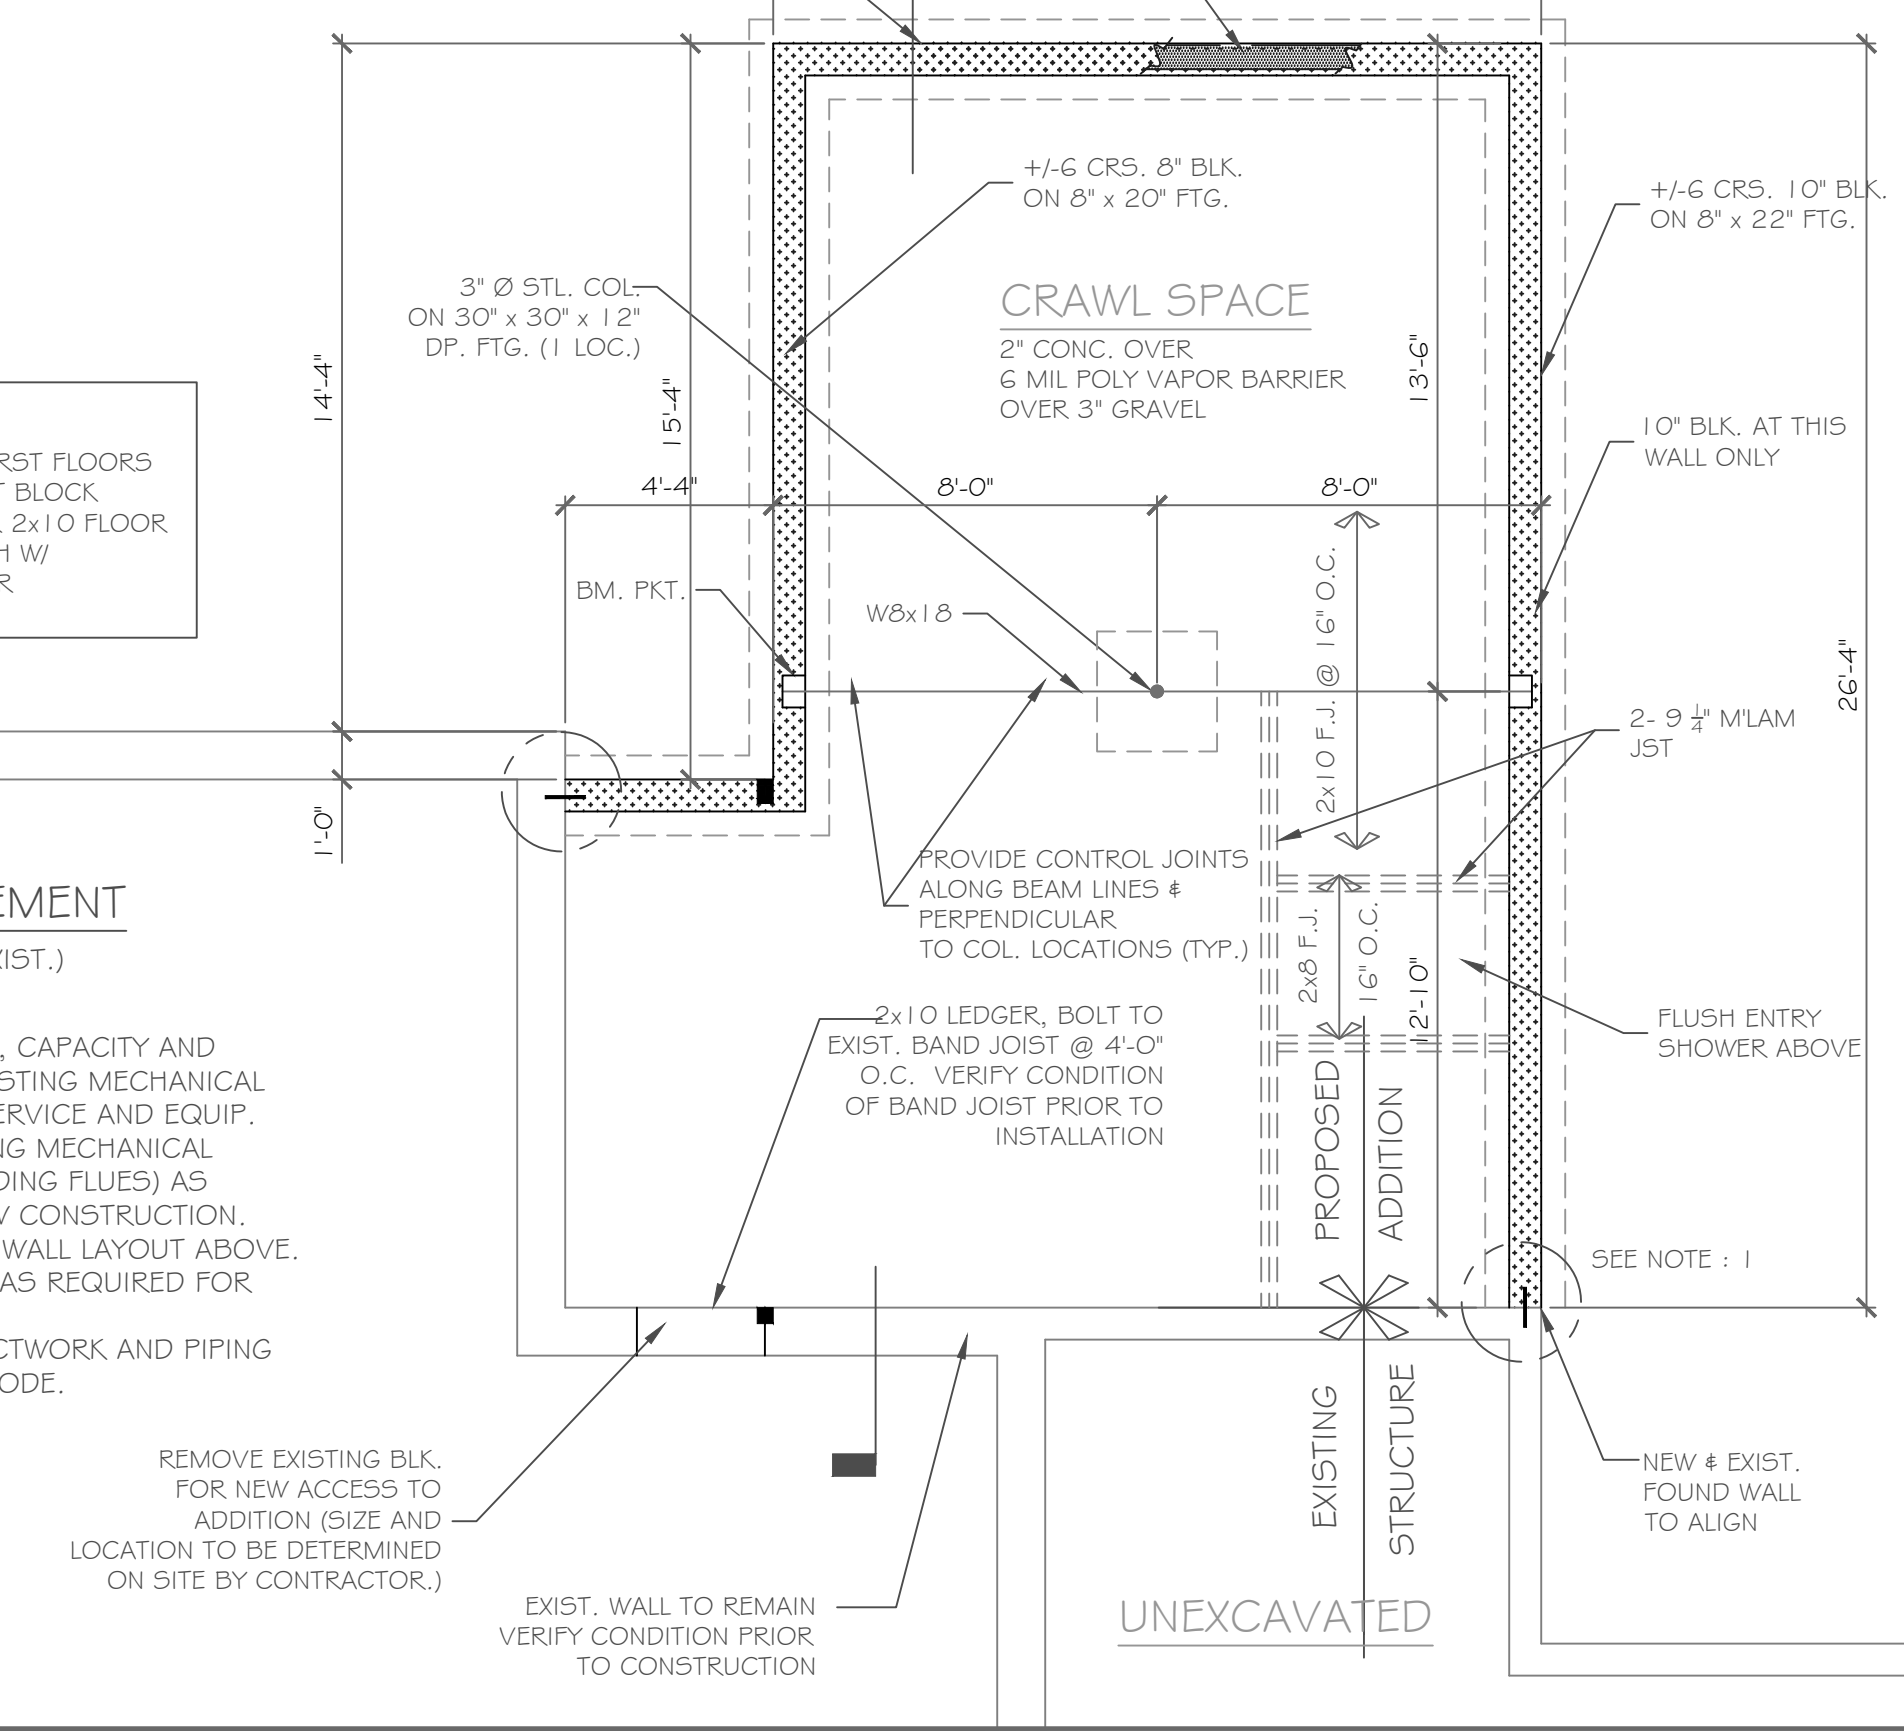 +/-6 CRS. 8" BLK.
ON 8" x 20" FTG.
+/-6 CRS. 10" BLK.
ON 8" x 22" FTG.
3" Ø STL. COL.
ON 30" x 30" x 12"
DP. FTG. (1 LOC.)
CRAWL SPACE
2" CONC. OVER
6 MIL POLY VAPOR BARRIER
OVER 3" GRAVEL
14'-4"
15'-4"
13'-6"
10" BLK. AT THIS
WALL ONLY
RST FLOORS
T BLOCK
2x10 FLOOR
H W/
R
4'-4"
8'-0"
8'-0"
BM. PKT.
W8x18
2x10 F.J. @ 16" O.C.
26'-4"
2- 9 1/4" M'LAM
JST
1'-0"
PROVIDE CONTROL JOINTS
ALONG BEAM LINES &
PERPENDICULAR
TO COL. LOCATIONS (TYP.)
EMENT
XIST.)
2x8 F.J.
16" O.C.
12'-10"
2x10 LEDGER, BOLT TO
EXIST. BAND JOIST @ 4'-0"
O.C. VERIFY CONDITION
OF BAND JOIST PRIOR TO
INSTALLATION
FLUSH ENTRY
SHOWER ABOVE
, CAPACITY AND
STING MECHANICAL
ERVICE AND EQUIP.
NG MECHANICAL
DING FLUES) AS
V CONSTRUCTION.
WALL LAYOUT ABOVE.
AS REQUIRED FOR
CTWORK AND PIPING
ODE.
PROPOSED
ADDITION
SEE NOTE : 1
EXISTING
STRUCTURE
REMOVE EXISTING BLK.
FOR NEW ACCESS TO
ADDITION (SIZE AND
LOCATION TO BE DETERMINED
ON SITE BY CONTRACTOR.)
NEW & EXIST.
FOUND WALL
TO ALIGN
EXIST. WALL TO REMAIN
VERIFY CONDITION PRIOR
TO CONSTRUCTION
UNEXCAVATED